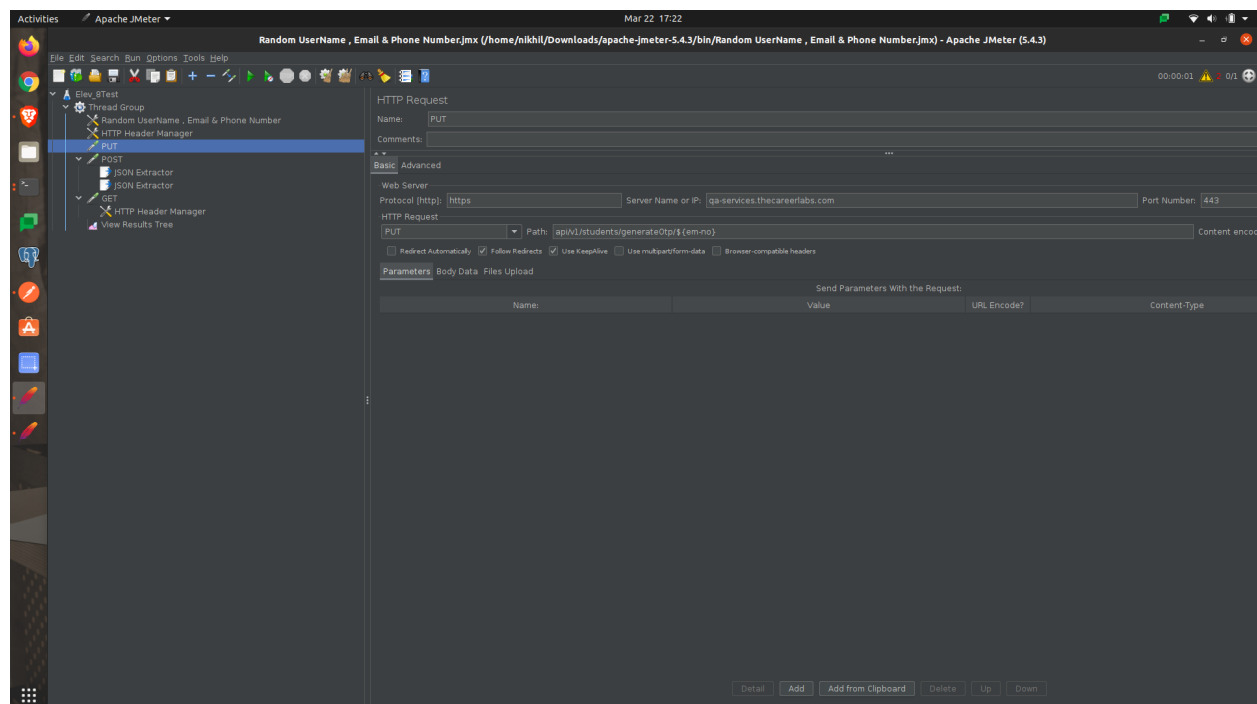 Activities Apache JMeter Mar 22 17:22
Random UserName , Email & Phone Number.jmx (/home/nikhil/Downloads/apache-jmeter-5.4.3/bin/Random UserName , Email & Phone Number.jmx) - Apache JMeter (5.4.3)
File Edit Search Run Options Tools Help
00:00:01 0/1
Elev_8Test
Thread Group
Random UserName , Email & Phone Number
HTTP Header Manager
PUT
POST
JSON Extractor
JSON Extractor
GET
HTTP Header Manager
View Results Tree
HTTP Request
Name: PUT
Comments:
Basic Advanced
Web Server
Protocol [http]: https Server Name or IP: qa-services.thecareerlabs.com Port Number: 443
HTTP Request
PUT Path: api/v1/students/generateOtp/${em-no} Content encod
Redirect Automatically Follow Redirects Use KeepAlive Use multipart/form-data Browser-compatible headers
Parameters Body Data Files Upload
Send Parameters With the Request:
Name: Value URL Encode? Content-Type
Detail Add Add from Clipboard Delete Up Down